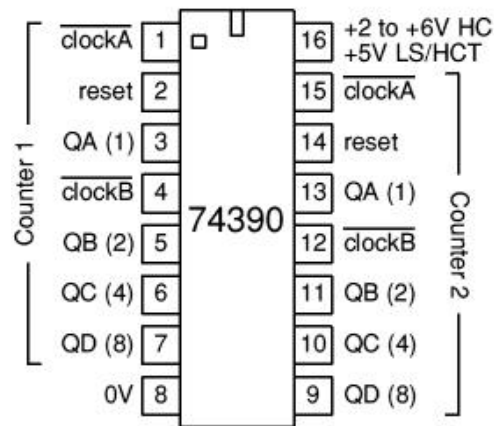 clockA 1 16 +2 to +6V HC
+5V LS/HCT
reset 2 15 clockA
QA (1) 3 14 reset
clockB 4 13 QA (1)
74390
QB (2) 5 12 clockB
QC (4) 6 11 QB (2)
QD (8) 7 10 QC (4)
0V 8 9 QD (8)
Counter 1
Counter 2